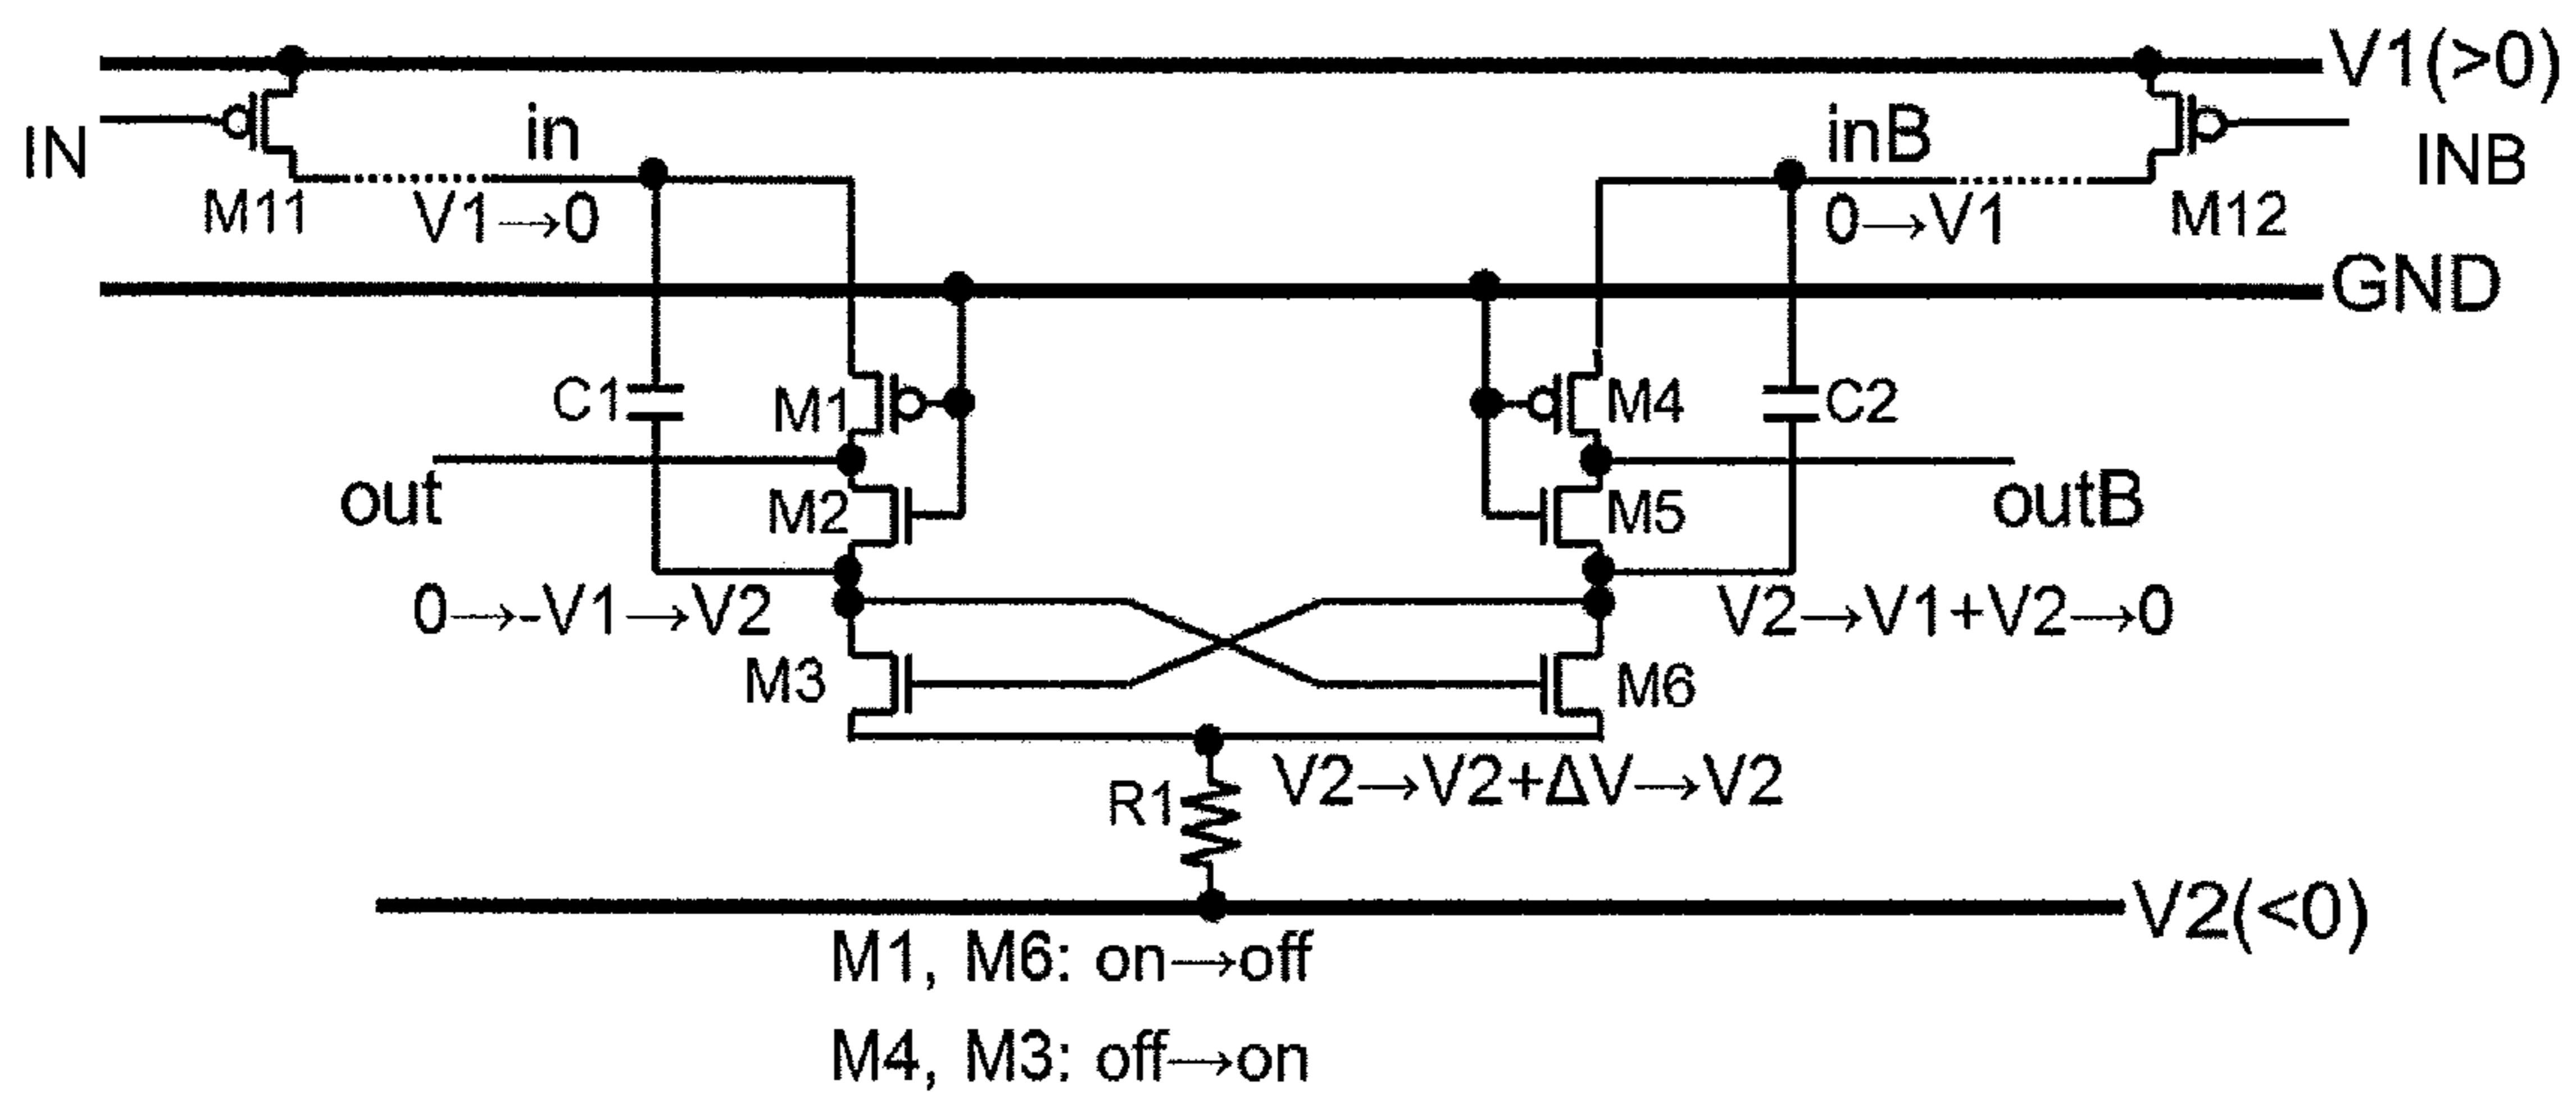 V1(>0)
IN
in
inB
INB
M11
V1→0
0→V1
M12
GND
C1
M1
M4
C2
out
M2
M5
outB
0→-V1→V2
V2→V1+V2→0
M3
M6
R1
V2→V2+ΔV→V2
V2(<0)
M1, M6: on→off
M4, M3: off→on